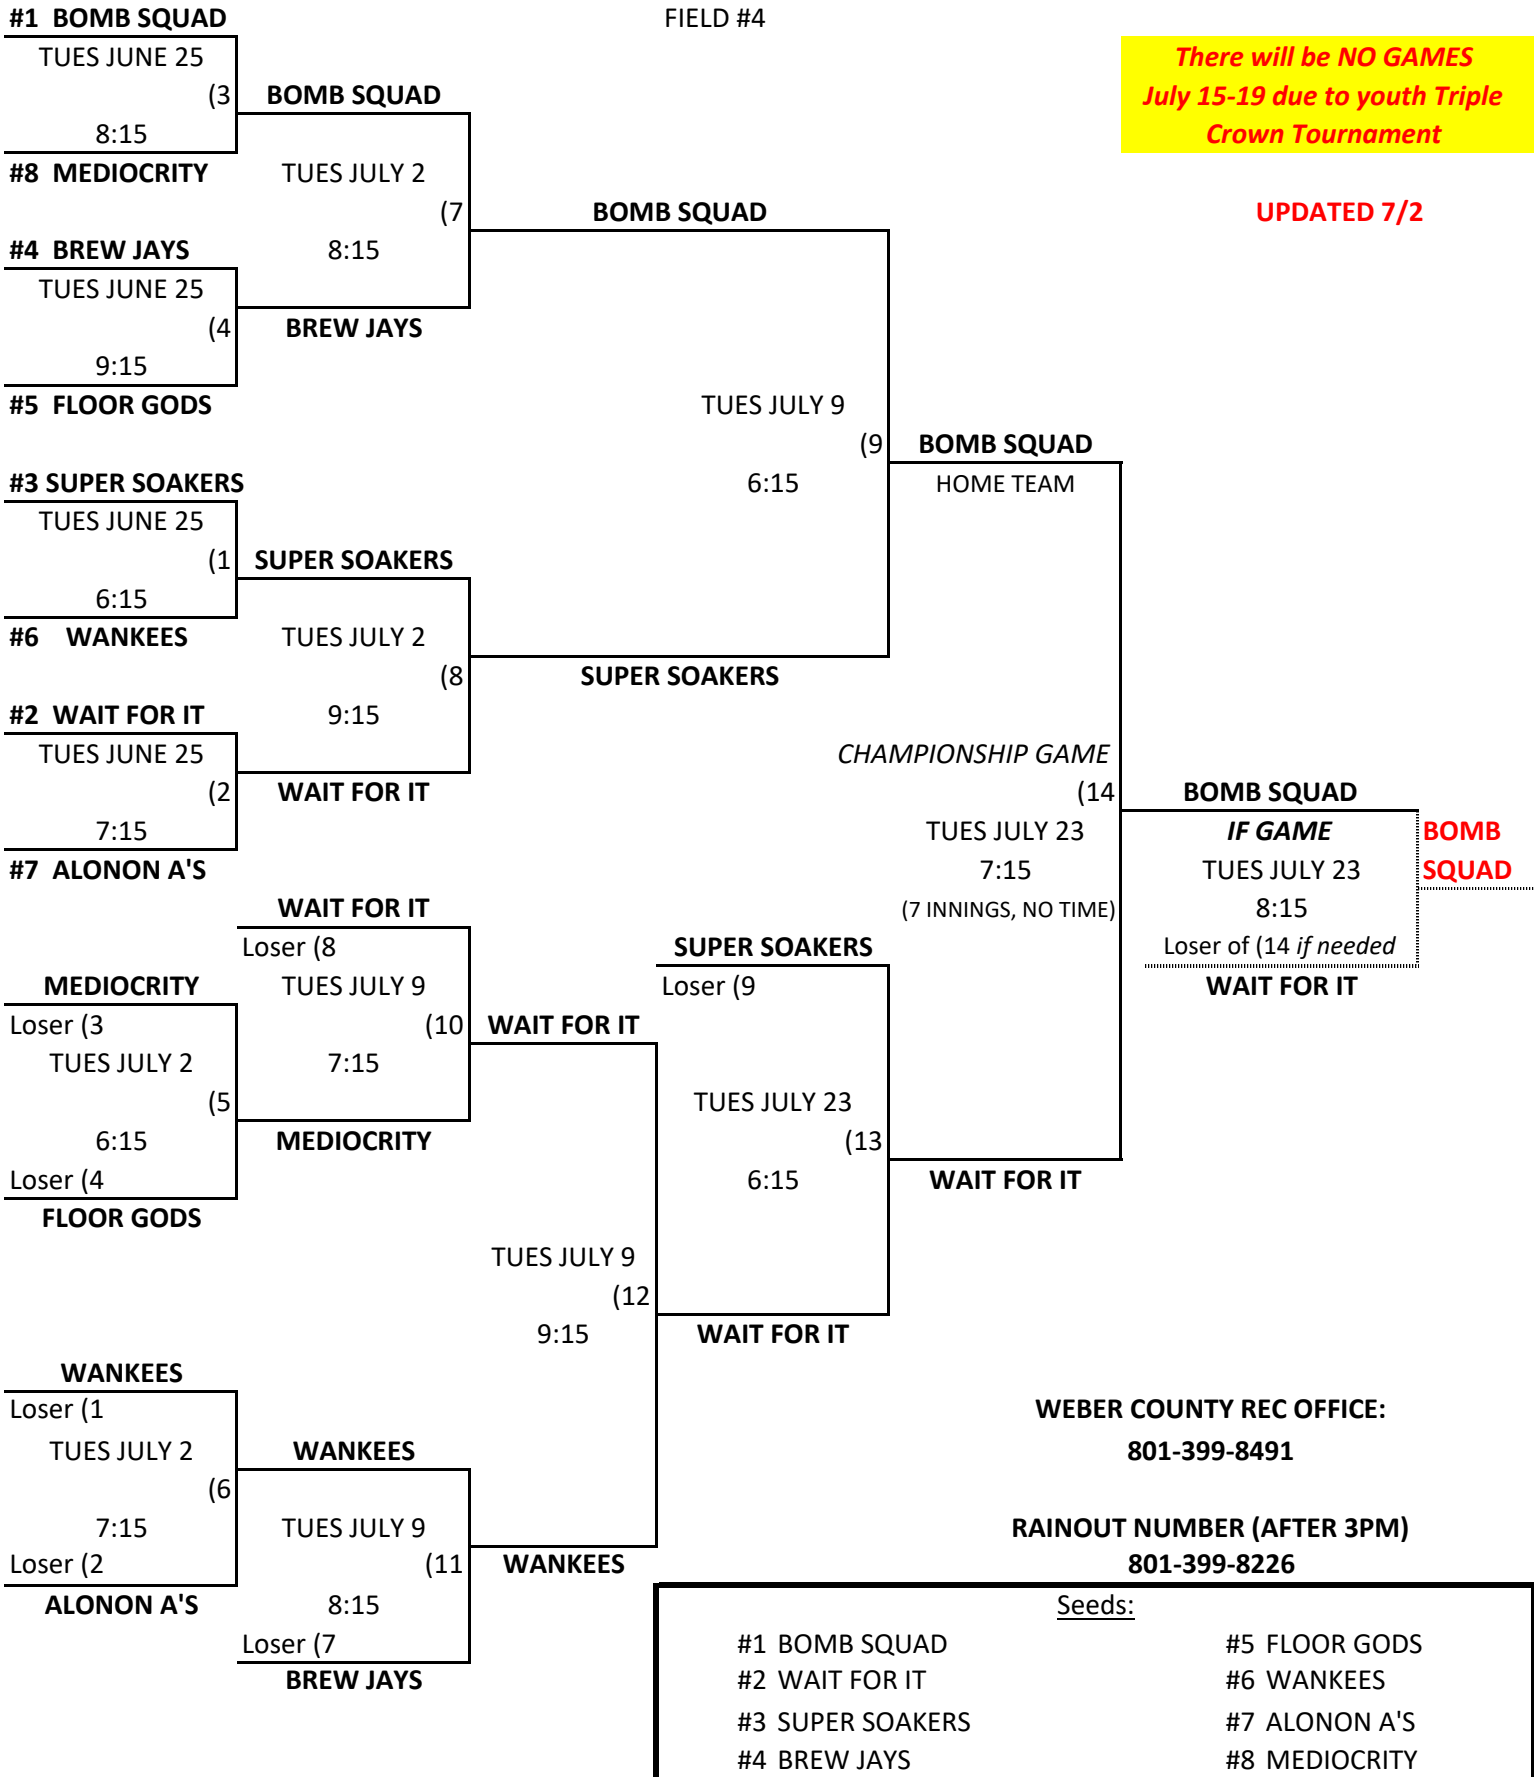 #1 BOMB SQUAD
FIELD #4
TUES JUNE 25
There will be NO GAMES
(3
BOMB SQUAD
July 15-19 due to youth Triple
8:15
Crown Tournament
#8 MEDIOCRITY
TUES JULY 2
(7
BOMB SQUAD
UPDATED 7/2
#4 BREW JAYS
8:15
TUES JUNE 25
(4
BREW JAYS
9:15
#5 FLOOR GODS
TUES JULY 9
(9
BOMB SQUAD
#3 SUPER SOAKERS
6:15
HOME TEAM
TUES JUNE 25
(1
SUPER SOAKERS
6:15
#6 WANKEES
TUES JULY 2
(8
SUPER SOAKERS
#2 WAIT FOR IT
9:15
TUES JUNE 25
CHAMPIONSHIP GAME
(2
WAIT FOR IT
(14
BOMB SQUAD
7:15
TUES JULY 23
IF GAME
BOMB
#7 ALONON A'S
7:15
TUES JULY 23
SQUAD
WAIT FOR IT
(7 INNINGS, NO TIME)
8:15
Loser (8
SUPER SOAKERS
Loser of (14 if needed
MEDIOCRITY
TUES JULY 9
Loser (9
WAIT FOR IT
Loser (3
(10
WAIT FOR IT
TUES JULY 2
7:15
(5
TUES JULY 23
6:15
MEDIOCRITY
(13
Loser (4
6:15
WAIT FOR IT
FLOOR GODS
TUES JULY 9
(12
9:15
WAIT FOR IT
WANKEES
Loser (1
WEBER COUNTY REC OFFICE:
TUES JULY 2
WANKEES
801-399-8491
(6
7:15
TUES JULY 9
RAINOUT NUMBER (AFTER 3PM)
Loser (2
(11
WANKEES
801-399-8226
ALONON A'S
8:15
Seeds:
Loser (7
#1 BOMB SQUAD
#5 FLOOR GODS
BREW JAYS
#2 WAIT FOR IT
#6 WANKEES
#3 SUPER SOAKERS
#7 ALONON A'S
#4 BREW JAYS
#8 MEDIOCRITY